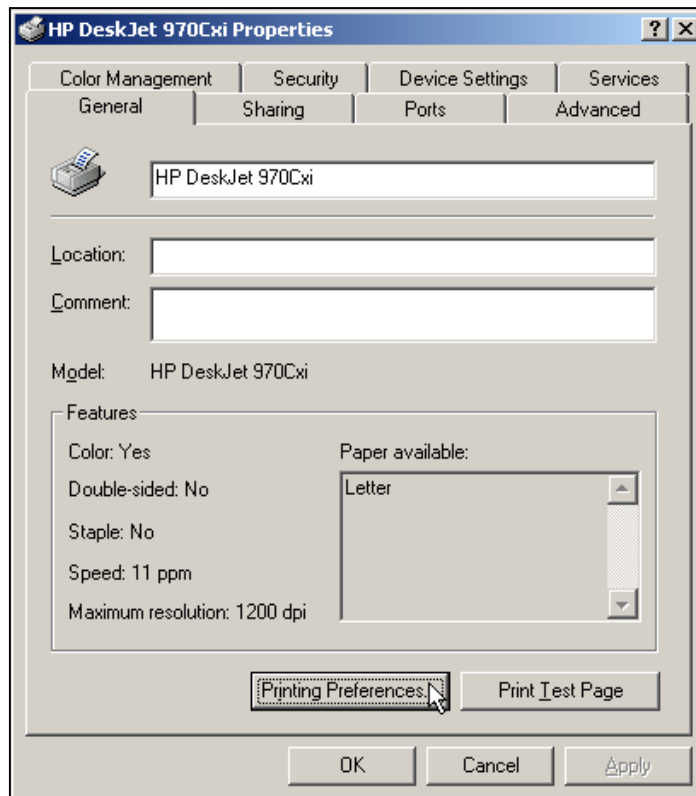 HP DeskJet 970Cxi Properties
Color Management Security Device Settings Services
General Sharing Ports Advanced
HP DeskJet 970Cxi
Location:
Comment:
Model: HP DeskJet 970Cxi
Features
Color: Yes
Paper available:
Double-sided: No
Letter
Staple: No
Speed: 11 ppm
Maximum resolution: 1200 dpi
Printing Preferences... Print Test Page
OK Cancel Apply